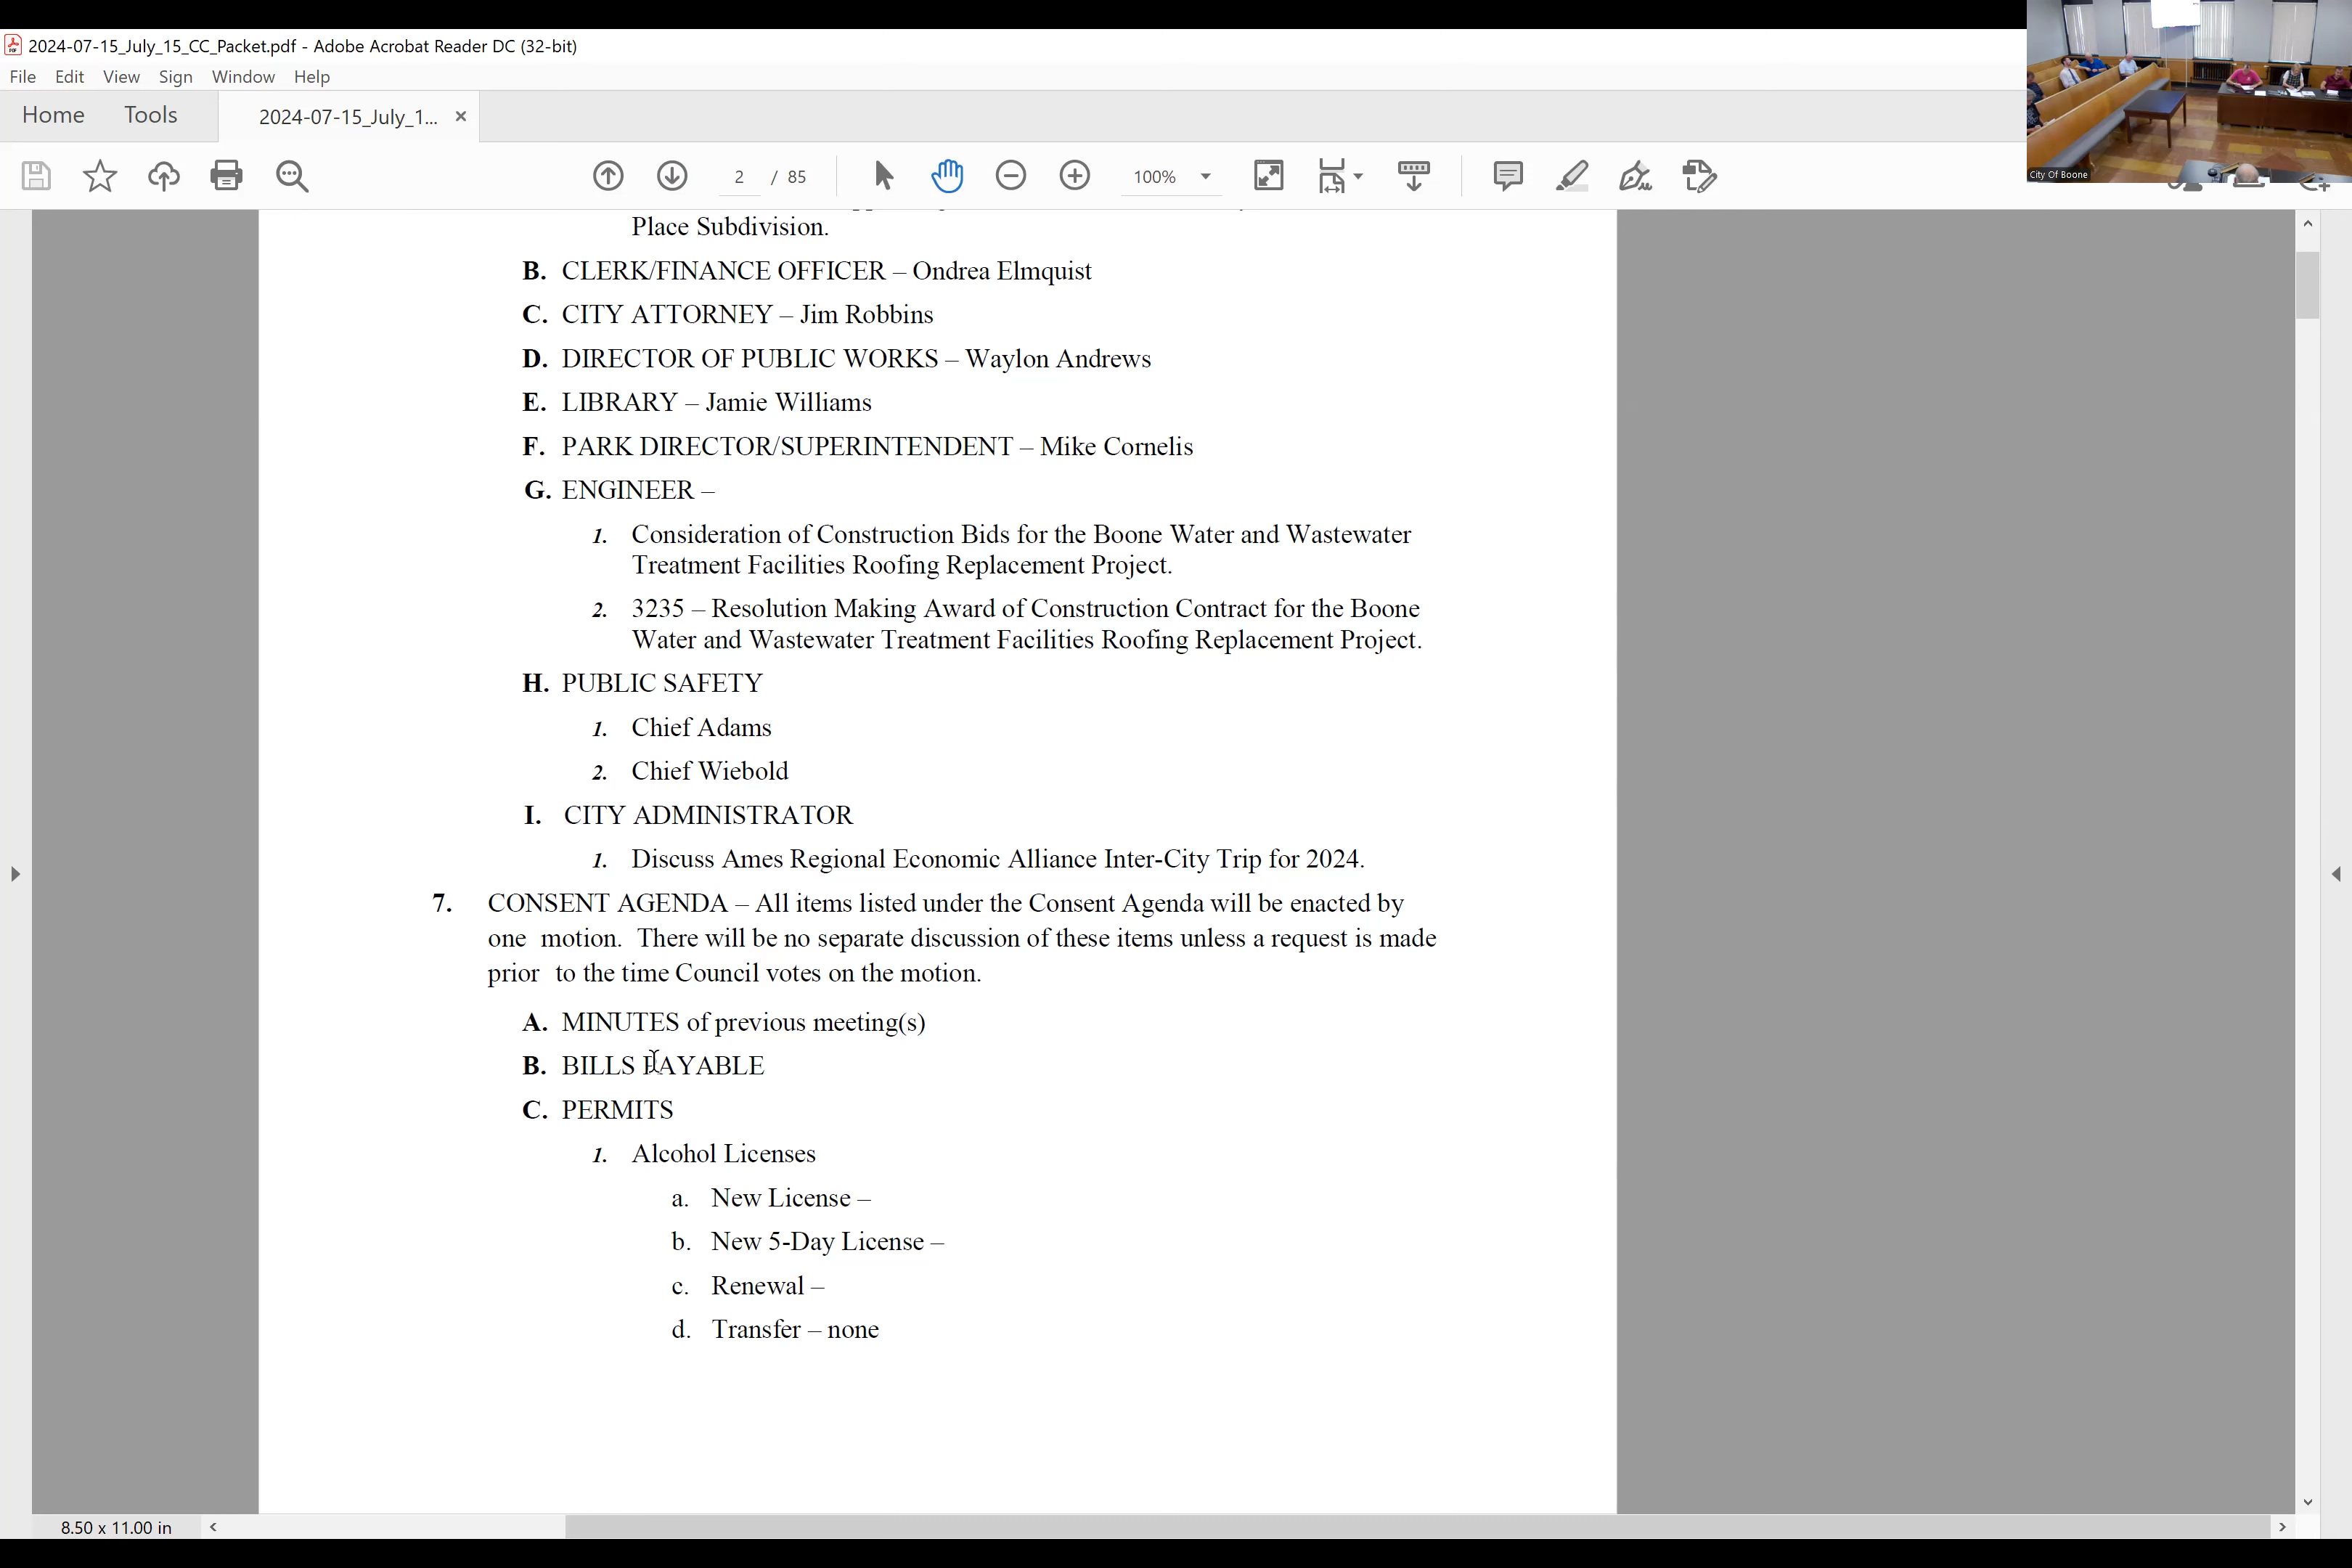 2024-07-15_July_15_CC_Packet.pdf - Adobe Acrobat Reader DC (32-bit)
File Edit View Sign Window Help
Home Tools 2024-07-15_July_1... ×
2 / 85 100%
City Of Boone
Place Subdivision.
B. CLERK/FINANCE OFFICER – Ondrea Elmquist
C. CITY ATTORNEY – Jim Robbins
D. DIRECTOR OF PUBLIC WORKS – Waylon Andrews
E. LIBRARY – Jamie Williams
F. PARK DIRECTOR/SUPERINTENDENT – Mike Cornelis
G. ENGINEER –
1. Consideration of Construction Bids for the Boone Water and Wastewater
Treatment Facilities Roofing Replacement Project.
2. 3235 – Resolution Making Award of Construction Contract for the Boone
Water and Wastewater Treatment Facilities Roofing Replacement Project.
H. PUBLIC SAFETY
1. Chief Adams
2. Chief Wiebold
I. CITY ADMINISTRATOR
1. Discuss Ames Regional Economic Alliance Inter-City Trip for 2024.
7. CONSENT AGENDA – All items listed under the Consent Agenda will be enacted by
one motion. There will be no separate discussion of these items unless a request is made
prior to the time Council votes on the motion.
A. MINUTES of previous meeting(s)
B. BILLS PAYABLE
C. PERMITS
1. Alcohol Licenses
a. New License –
b. New 5-Day License –
c. Renewal –
d. Transfer – none
8.50 x 11.00 in